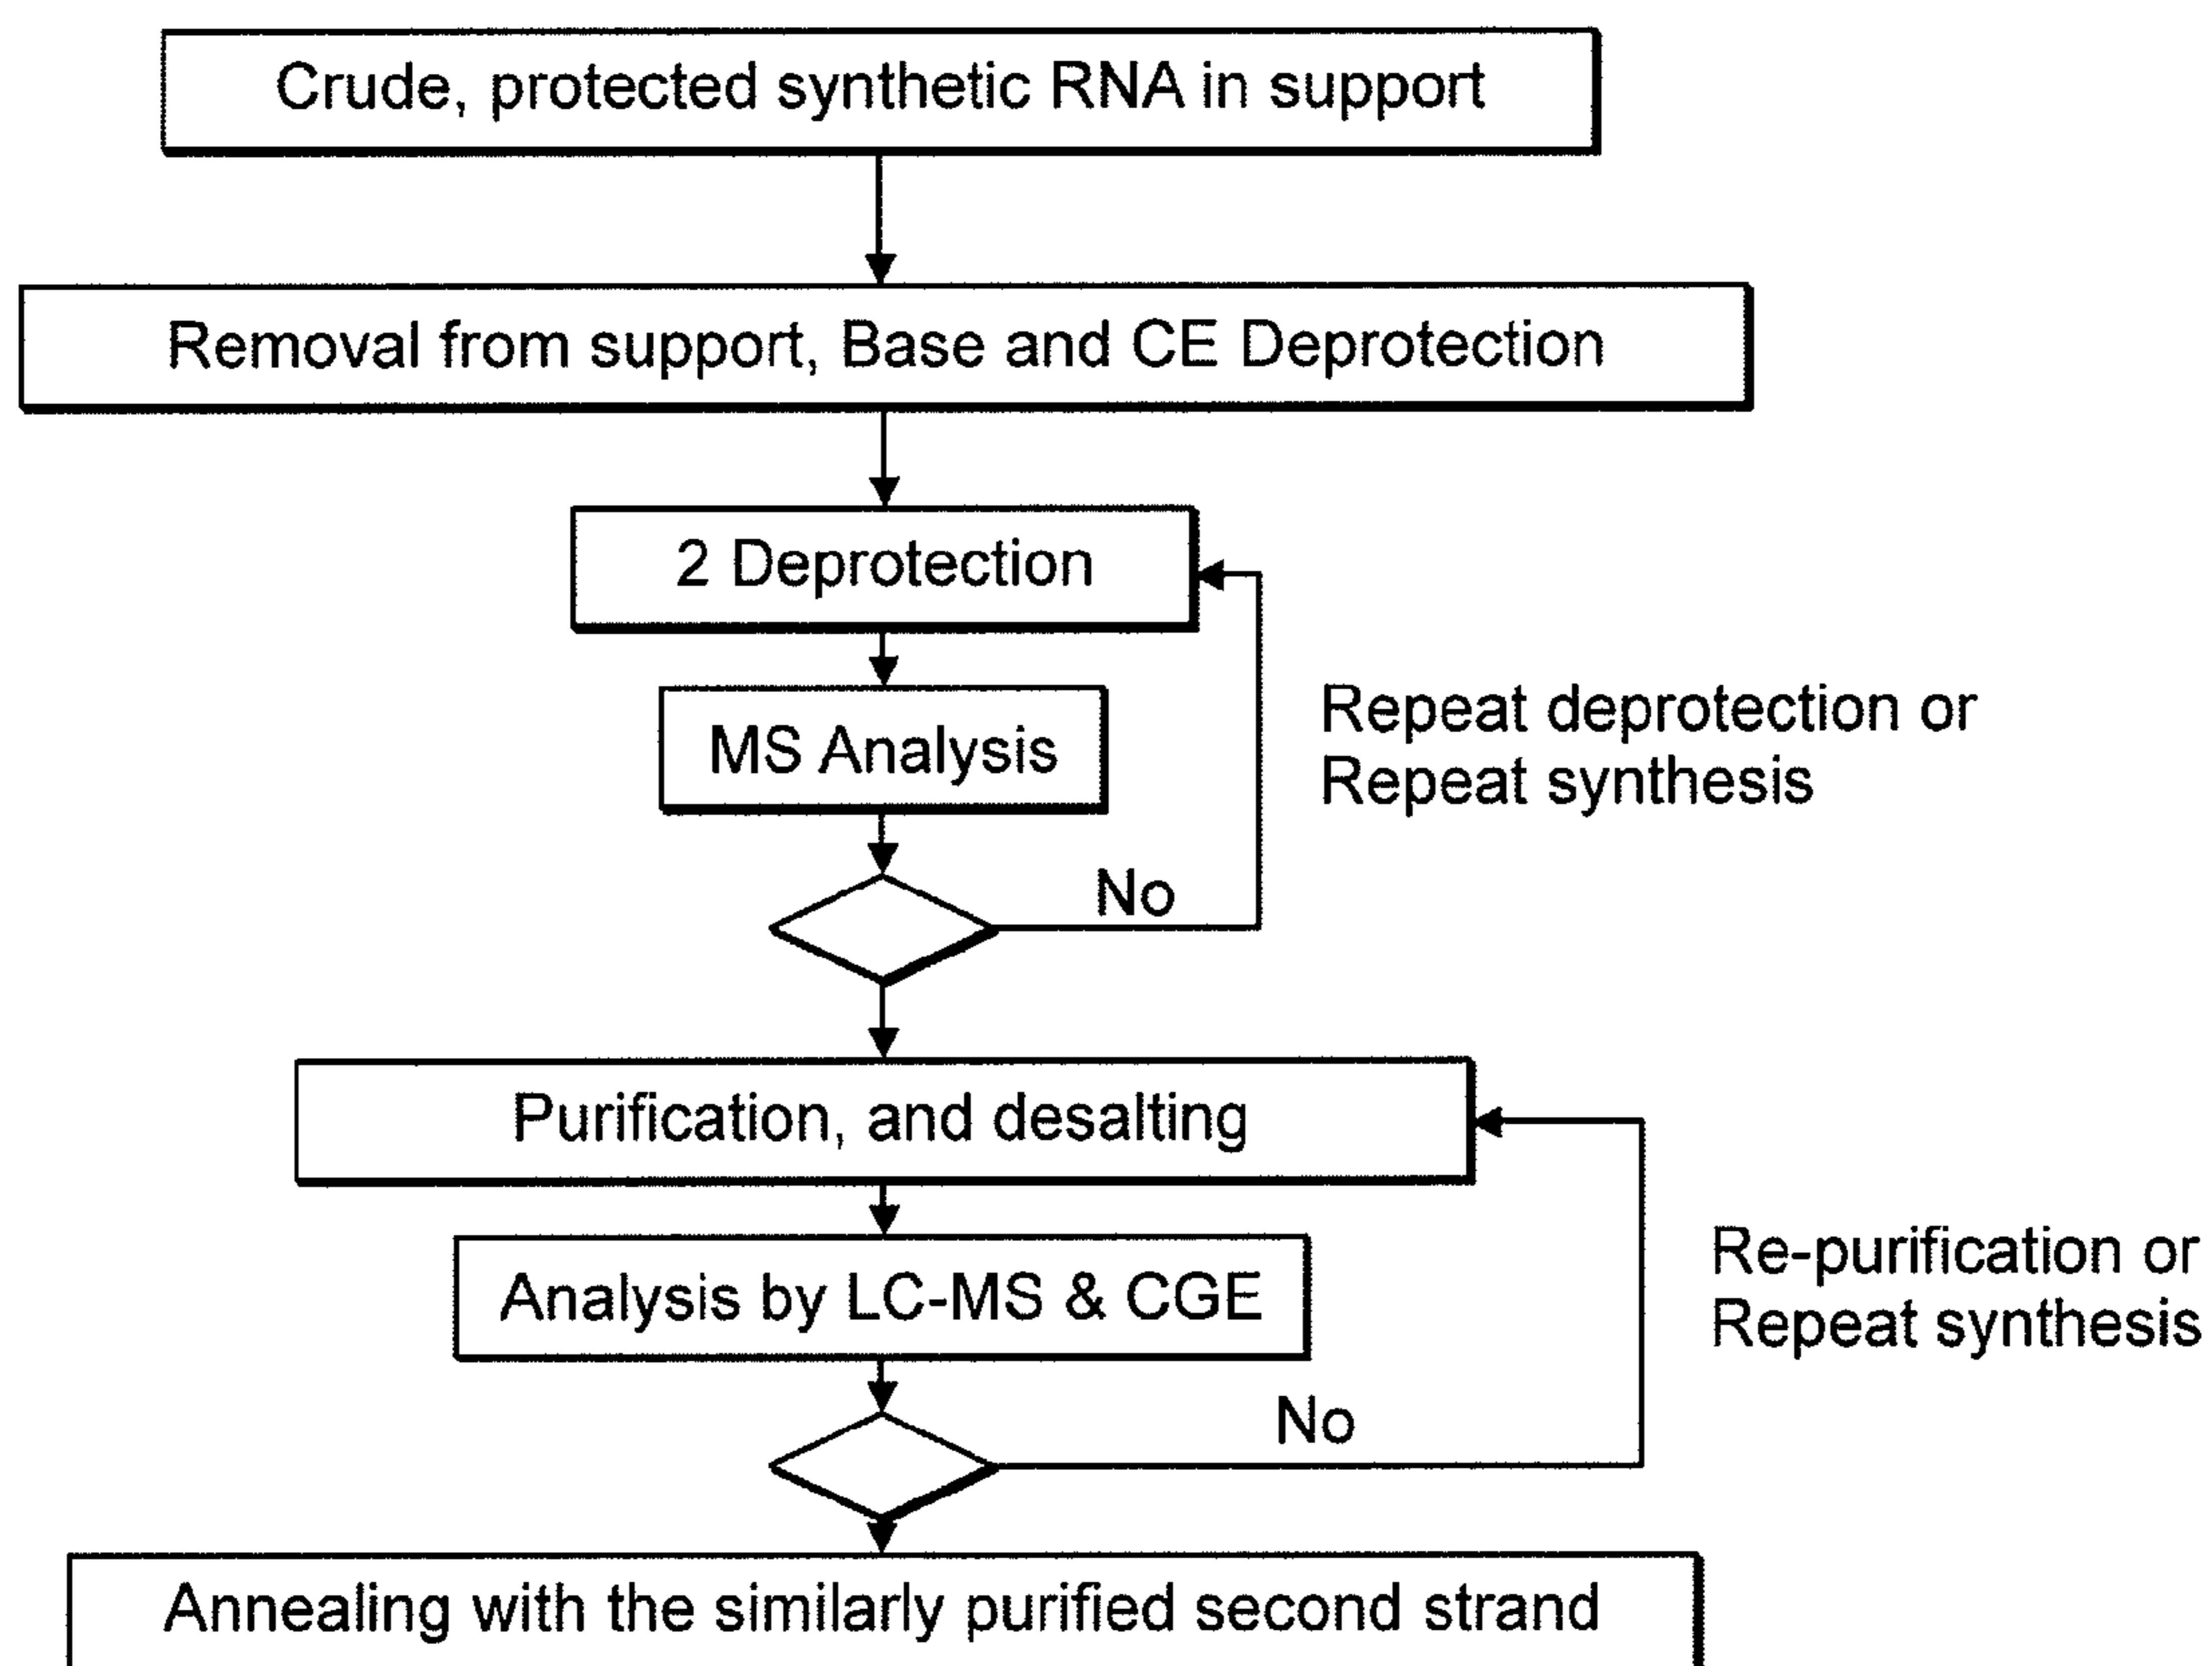 Crude, protected synthetic RNA in support
Removal from support, Base and CE Deprotection
2 Deprotection
MS Analysis
Repeat deprotection or
Repeat synthesis
No
Purification, and desalting
Analysis by LC-MS & CGE
Re-purification or
Repeat synthesis
No
Annealing with the similarly purified second strand